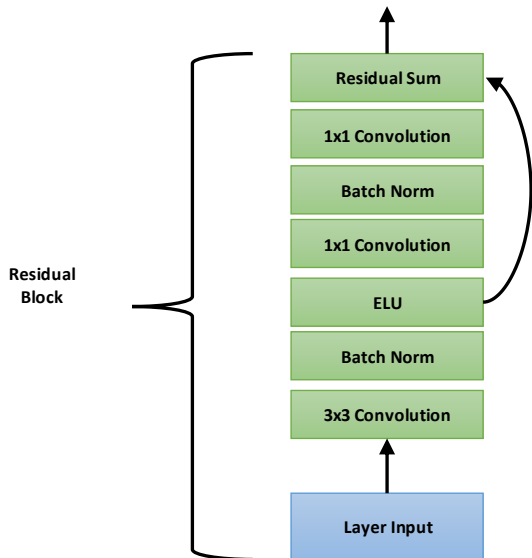 Residual Sum
1x1 Convolution
Batch Norm
1x1 Convolution
Residual
Block
ELU
Batch Norm
3x3 Convolution
Layer Input